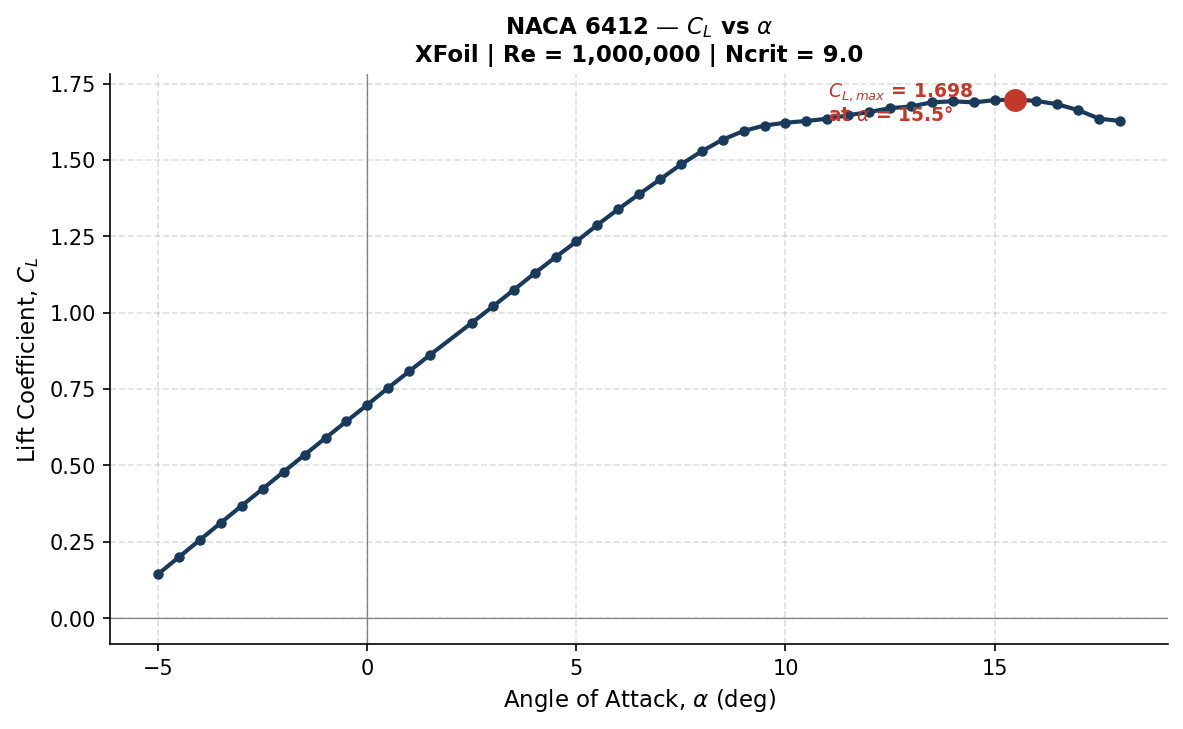 NACA 6412 — C_L vs α
XFoil | Re = 1,000,000 | Ncrit = 9.0
Lift Coefficient, C_L
1.75
1.50
1.25
1.00
0.75
0.50
0.25
0.00
C_{L,max} = 1.698
at α = 15.5°
−5
0
5
10
15
Angle of Attack, α (deg)